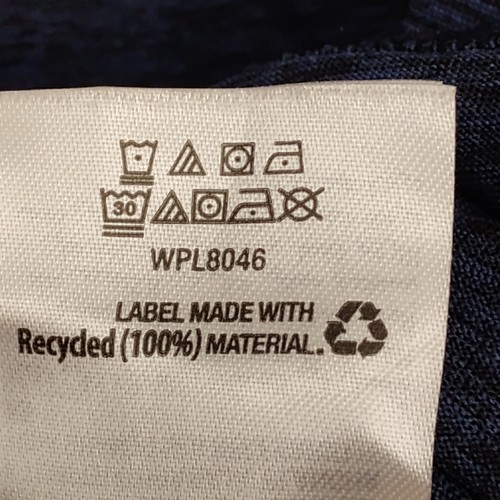 30
WPL8046
LABEL MADE WITH
Recycled (100%) MATERIAL.